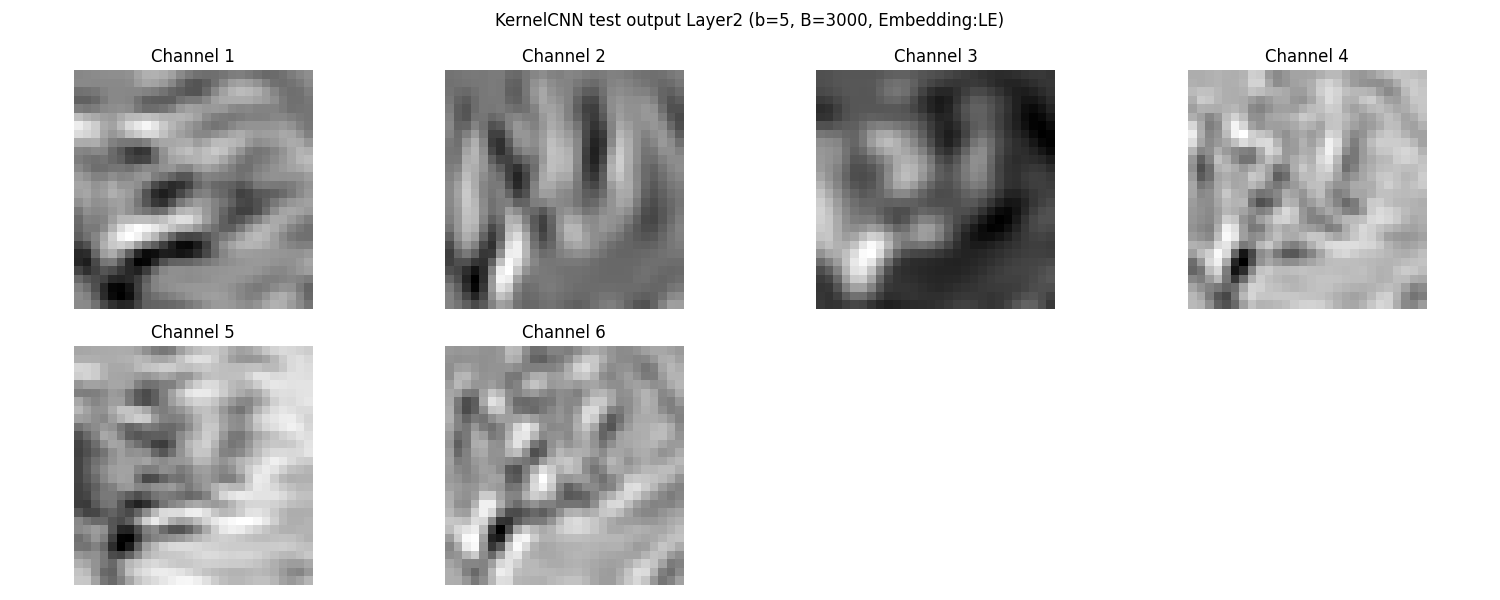 KernelCNN test output Layer2 (b=5, B=3000, Embedding:LE)
Channel 1
Channel 2
Channel 3
Channel 4
Channel 5
Channel 6